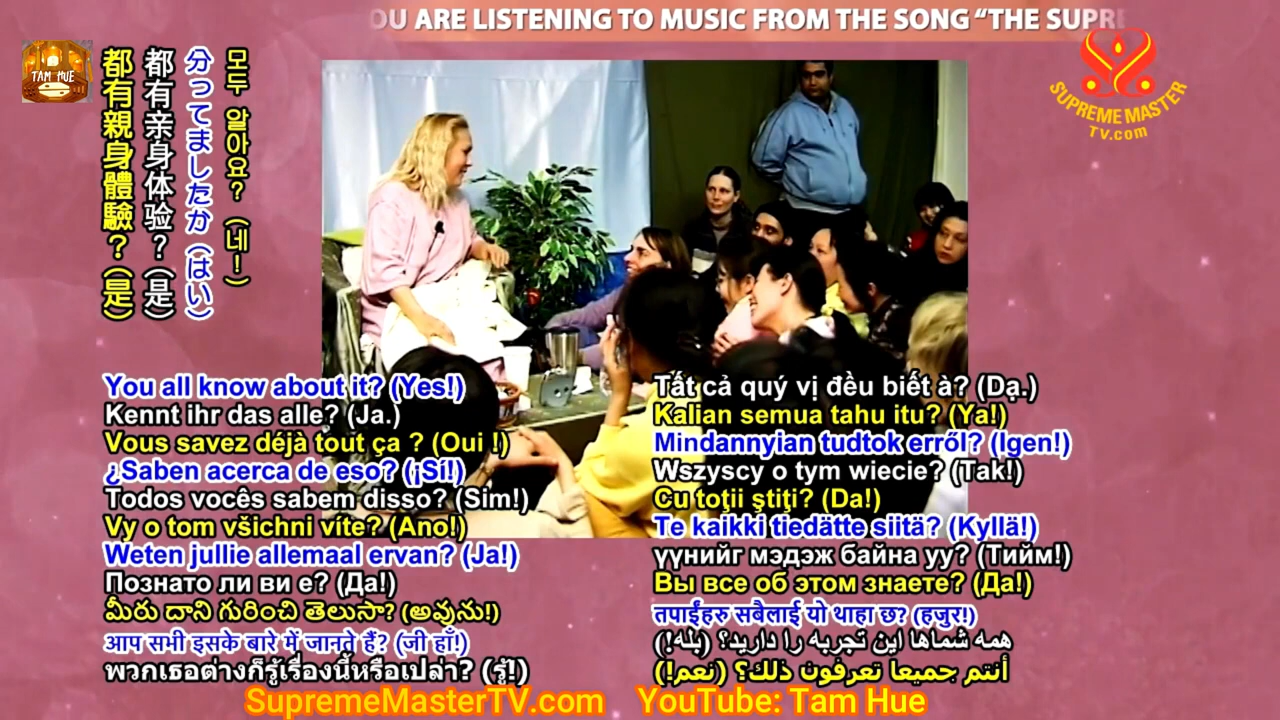 OU ARE LISTENING TO MUSIC FROM THE SONG “THE SUPRE
TAM HUE
SUPREME MASTER
TV.com
都有親身體驗？（是）
都有亲身体验？（是）
分ってましたか（はい）
모두 알아요? (네!)
You all know about it? (Yes!)
Kennt ihr das alle? (Ja.)
Vous savez déjà tout ça ? (Oui !)
¿Saben acerca de eso? (¡Sí!)
Todos vocês sabem disso? (Sim!)
Vy o tom všichni víte? (Ano!)
Weten jullie allemaal ervan? (Ja!)
Познато ли ви е? (Да!)
మీరు దాని గురించి తెలుసా? (అవును!)
आप सभी इसके बारे में जानते हैं? (जी हाँ!)
พวกเธอต่างก็รู้เรื่องนี้หรือเปล่า? (รู้!)
Tất cả quý vị đều biết à? (Dạ.)
Kalian semua tahu itu? (Ya!)
Mindannyian tudtok erről? (Igen!)
Wszyscy o tym wiecie? (Tak!)
Cu toţii ştiţi? (Da!)
Te kaikki tiedätte siitä? (Kyllä!)
үүнийг мэдэж байна уу? (Тийм!)
Вы все об этом знаете? (Да!)
तपाईंहरु सबैलाई यो थाहा छ? (हजुर!)
همه شماها این تجربه را دارید؟ (بله!)
أنتم جميعا تعرفون ذلك؟ (نعم!)
SupremeMasterTV.com YouTube: Tam Hue